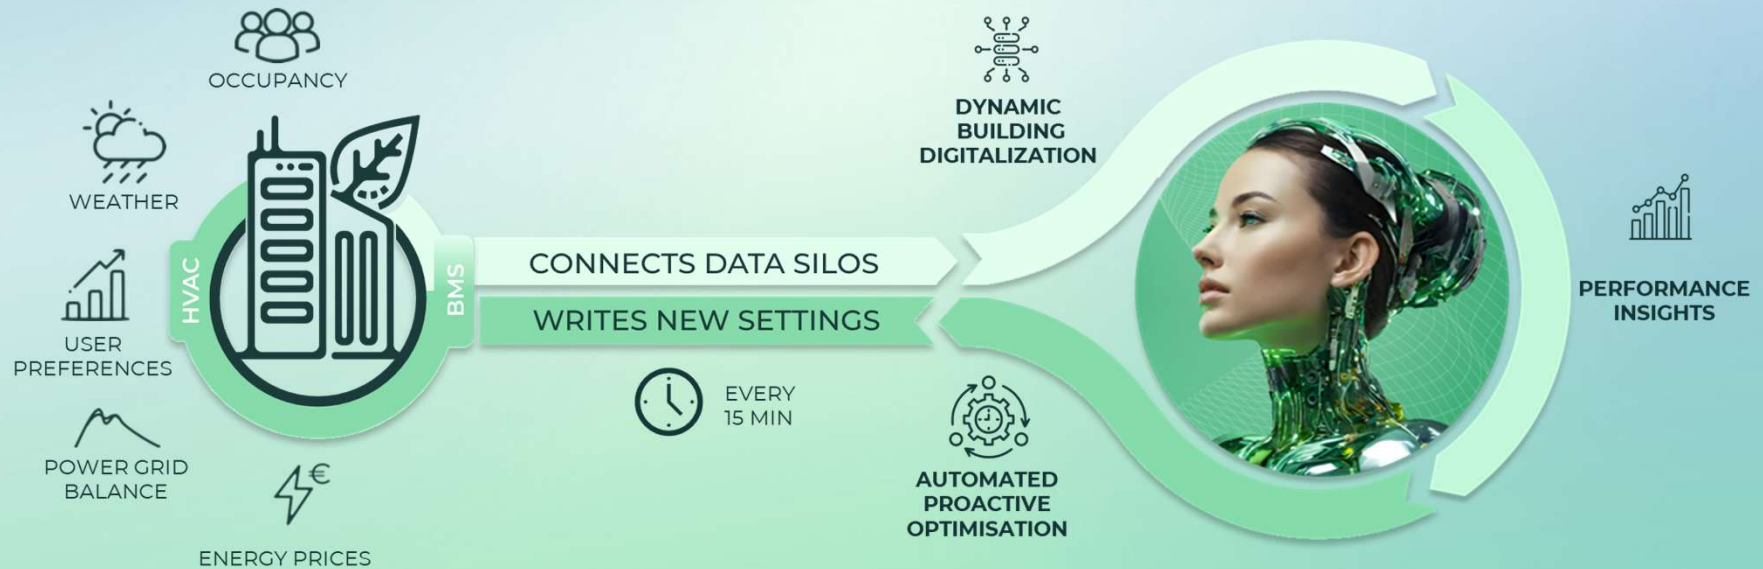 OCCUPANCY
WEATHER
USER
PREFERENCES
POWER GRID
BALANCE
€
ENERGY PRICES
HVAC
BMS
CONNECTS DATA SILOS
WRITES NEW SETTINGS
EVERY
15 MIN
DYNAMIC
BUILDING
DIGITALIZATION
AUTOMATED
PROACTIVE
OPTIMISATION
PERFORMANCE
INSIGHTS